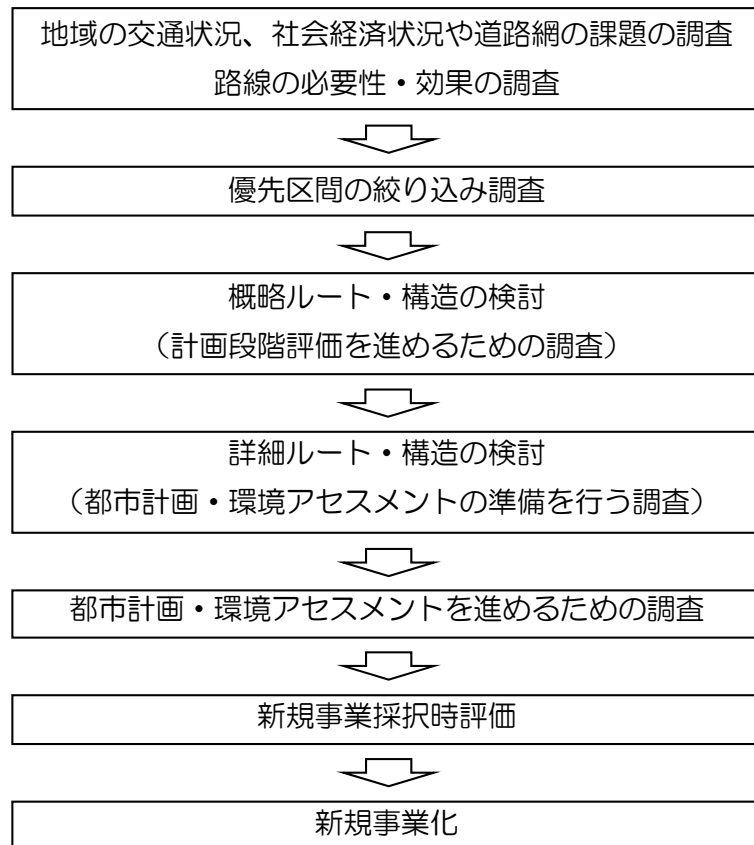 地域の交通状況、社会経済状況や道路網の課題の調査
路線の必要性・効果の調査
優先区間の絞り込み調査
概略ルート・構造の検討
（計画段階評価を進めるための調査）
詳細ルート・構造の検討
（都市計画・環境アセスメントの準備を行う調査）
都市計画・環境アセスメントを進めるための調査
新規事業採択時評価
新規事業化